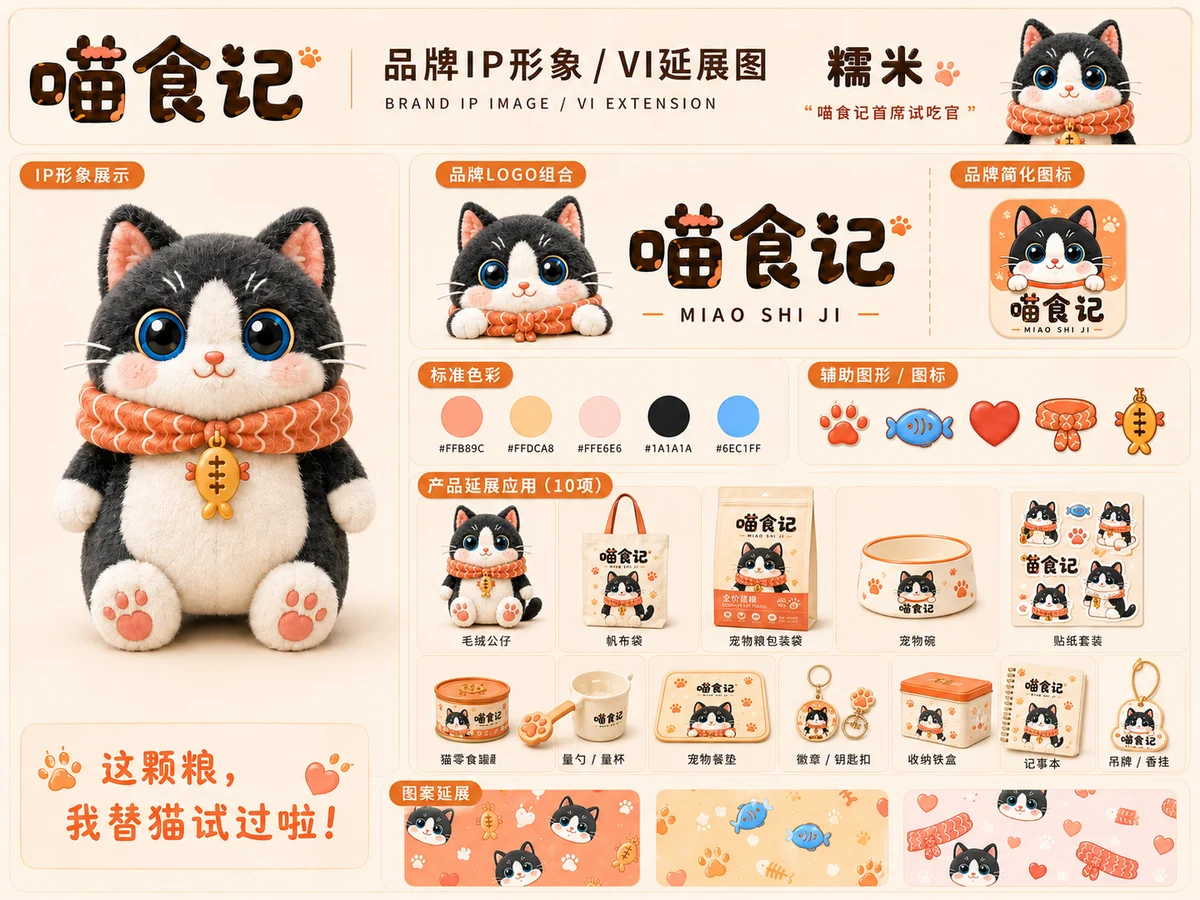 喵食记
品牌IP形象 / VI延展图
BRAND IP IMAGE / VI EXTENSION
糯米
“喵食记首席试吃官”
IP形象展示
这颗粮，
我替猫试过啦！
品牌LOGO组合
喵食记
MIAO SHI JI
品牌简化图标
喵食记
MIAO SHI JI
标准色彩
#FFB89C
#FFDCA8
#FFE6E6
#1A1A1A
#6EC1FF
辅助图形 / 图标
产品延展应用（10项）
喵食记
毛绒公仔
帆布袋
喵食记
MIAO SHI JI
宠物粮包装袋
喵食记
宠物碗
喵食记
贴纸套装
喵食记
猫零食罐
喵食记
量勺 / 量杯
喵食记
宠物餐垫
徽章 / 钥匙扣
收纳铁盒
喵食记
记事本
喵食记
吊牌 / 香挂
图案延展